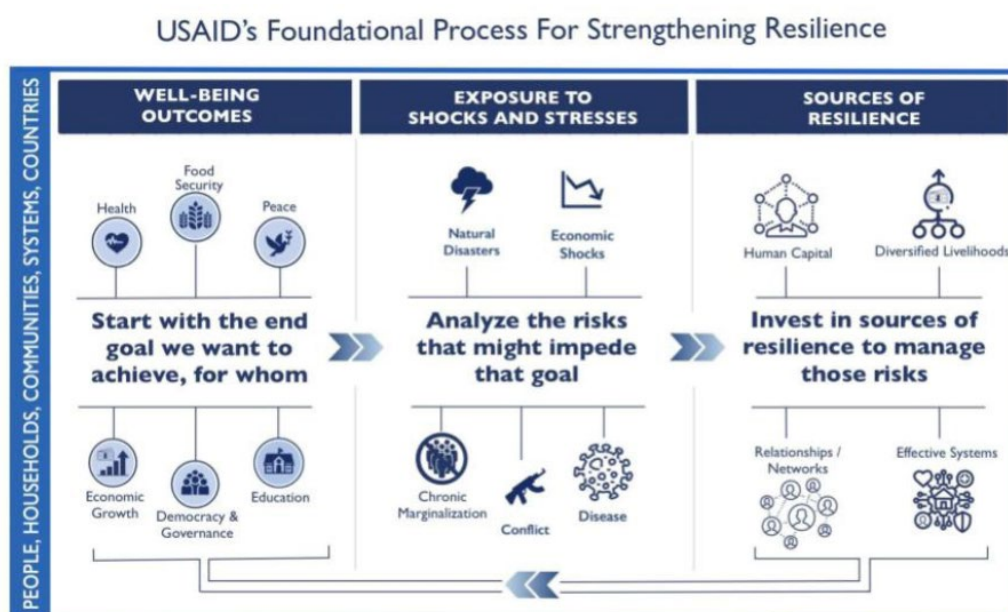 USAID's Foundational Process For Strengthening Resilience
PEOPLE, HOUSEHOLDS, COMMUNITIES, SYSTEMS, COUNTRIES
WELL-BEING
OUTCOMES
Health
Food
Security
Peace
Start with the end
goal we want to
achieve, for whom
Economic
Growth
Democracy &
Governance
Education
EXPOSURE TO
SHOCKS AND STRESSES
Natural
Disasters
Economic
Shocks
Analyze the risks
that might impede
that goal
Chronic
Marginalization
Conflict
Disease
SOURCES OF
RESILIENCE
Human Capital
Diversified Livelihoods
Invest in sources of
resilience to manage
those risks
Relationships /
Networks
Effective Systems